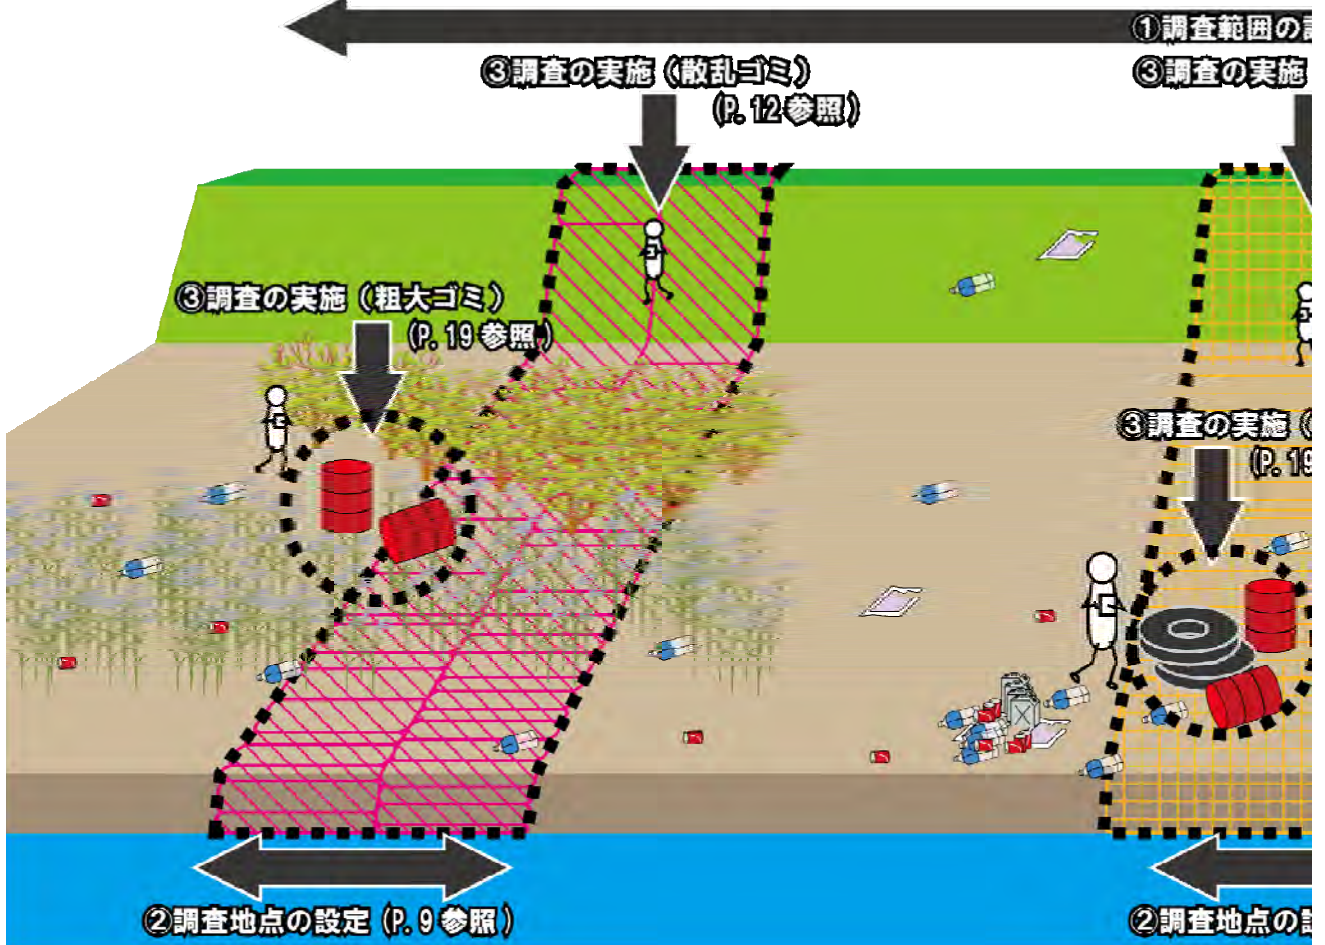 ①調査範囲の
③調査の実施（散乱ゴミ）
(P.12参照)
③調査の実施
③調査の実施（粗大ゴミ）
(P.19参照)
③調査の実施（
(P.19
②調査地点の設定(P.9参照)
②調査地点の